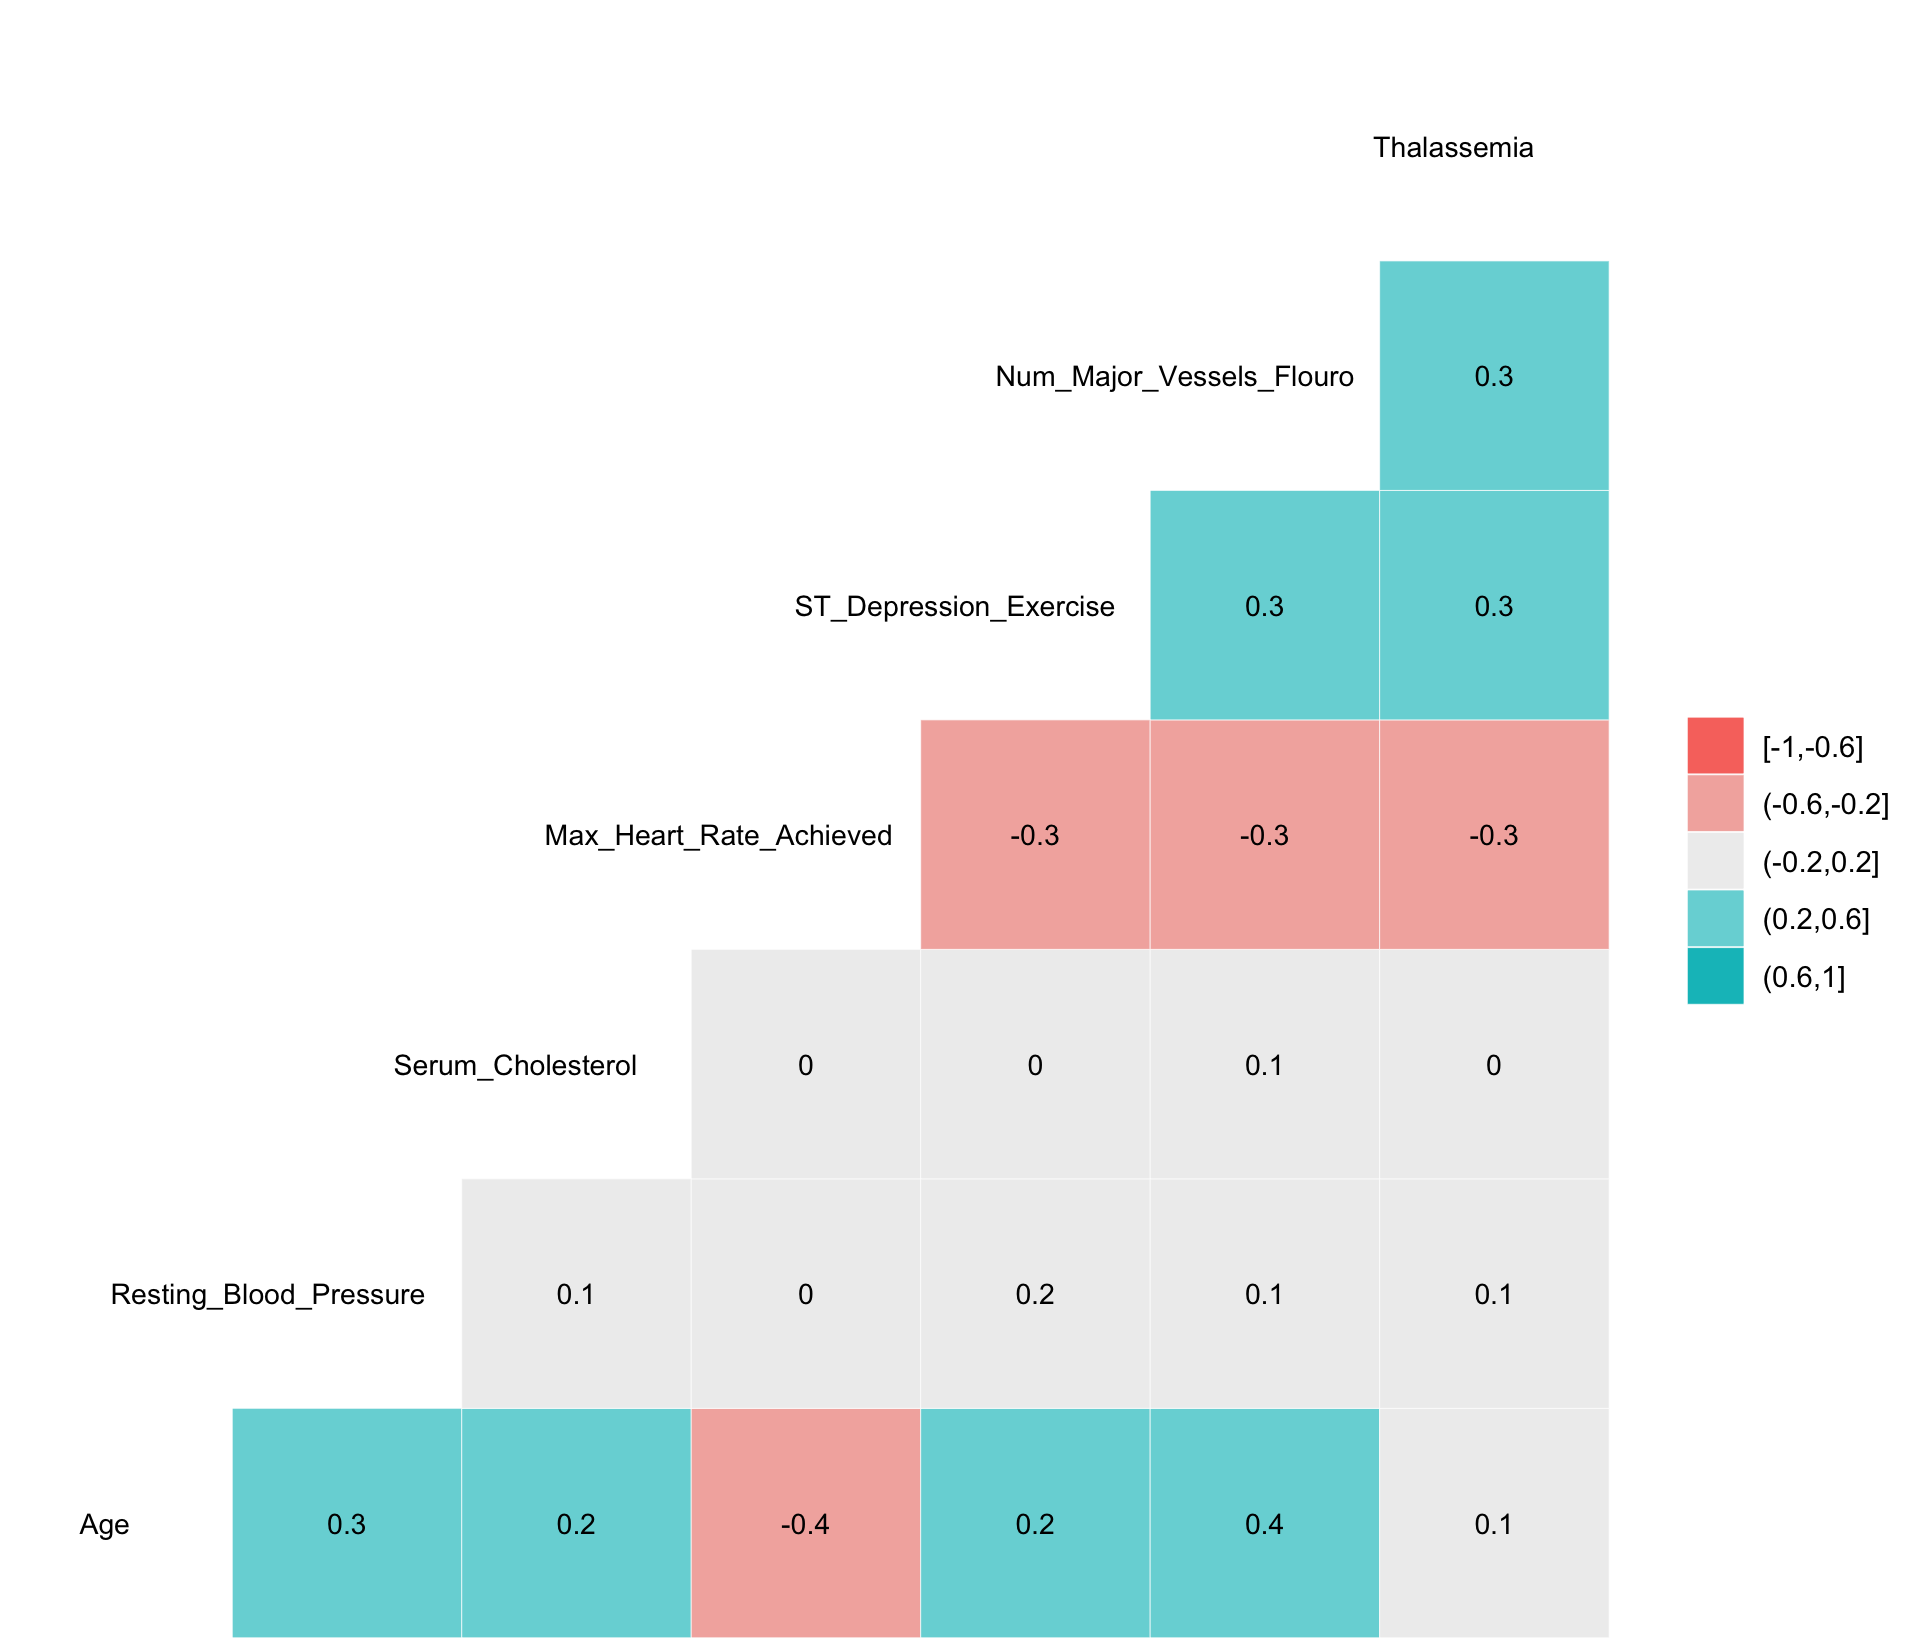 Thalassemia
Num_Major_Vessels_Flouro 0.3
ST_Depression_Exercise 0.3 0.3
Max_Heart_Rate_Achieved -0.3 -0.3 -0.3
Serum_Cholesterol 0 0 0.1 0
Resting_Blood_Pressure 0.1 0 0.2 0.1 0.1
Age 0.3 0.2 -0.4 0.2 0.4 0.1
[-1,-0.6]
(-0.6,-0.2]
(-0.2,0.2]
(0.2,0.6]
(0.6,1]